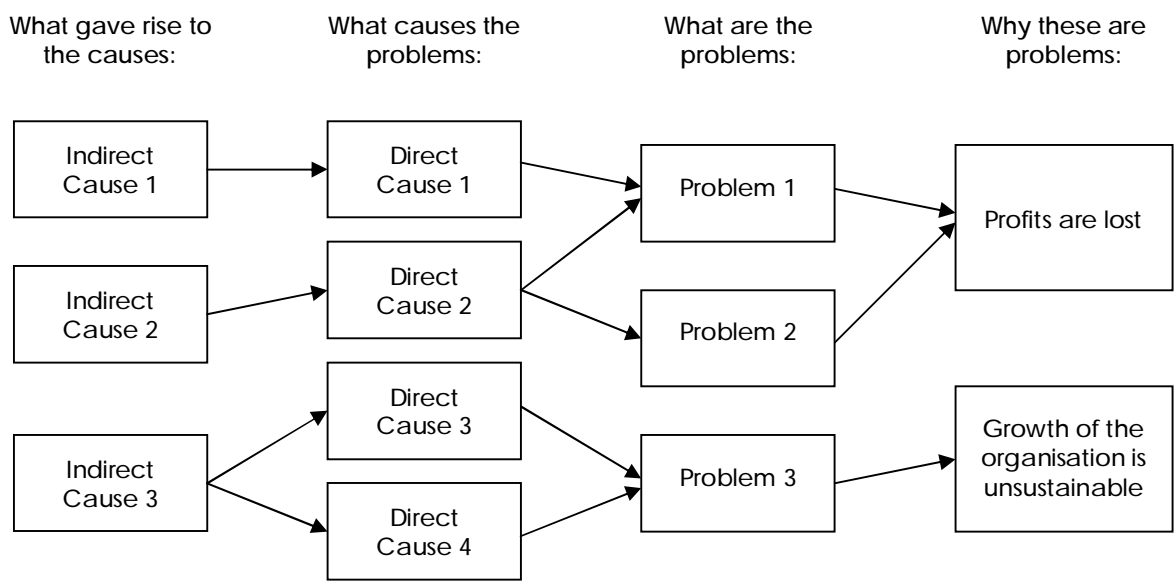 What gave rise to
the causes:
What causes the
problems:
What are the
problems:
Why these are
problems:
Indirect
Cause 1
Direct
Cause 1
Problem 1
Profits are lost
Indirect
Cause 2
Direct
Cause 2
Problem 2
Direct
Cause 3
Indirect
Cause 3
Problem 3
Growth of the
organisation is
unsustainable
Direct
Cause 4